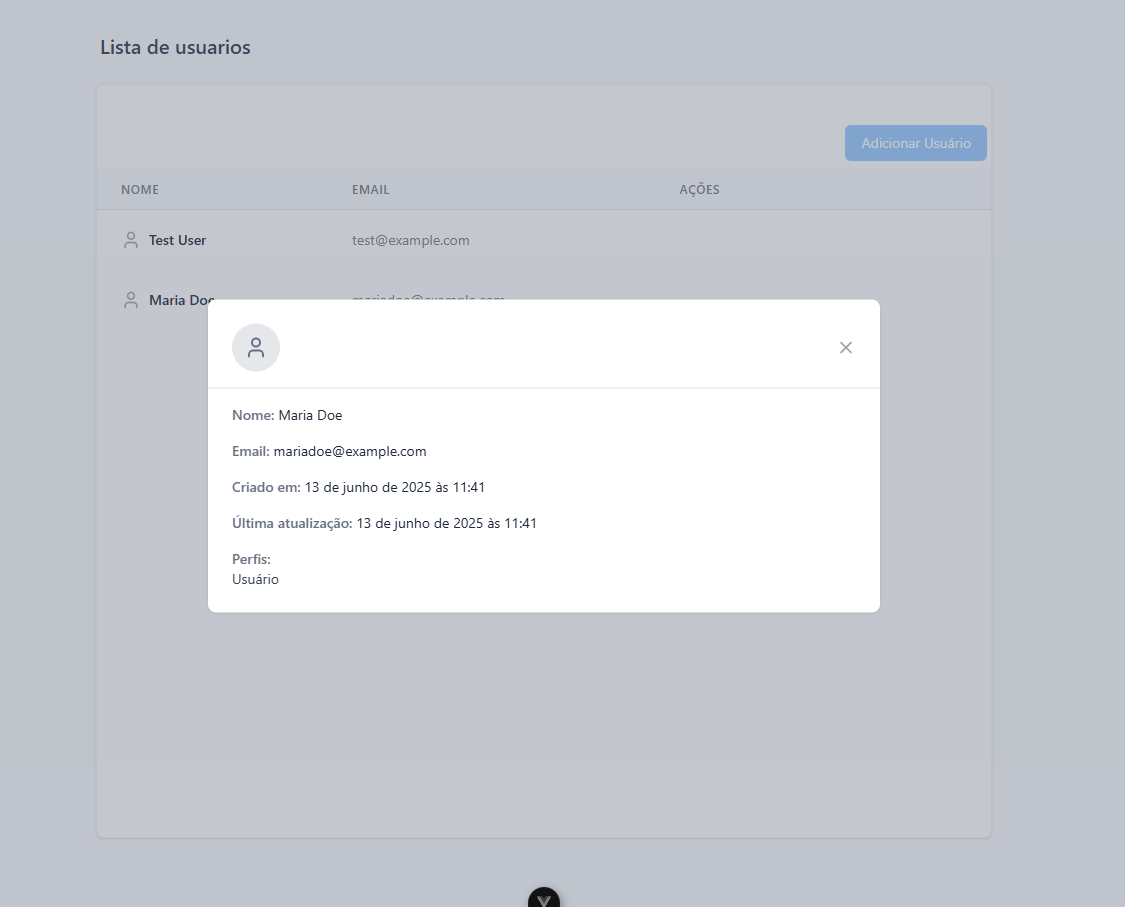 Lista de usuarios
Adicionar Usuário
NOME EMAIL AÇÕES
Test User test@example.com
Maria Doe mariadoe@example.com
Nome: Maria Doe
Email: mariadoe@example.com
Criado em: 13 de junho de 2025 às 11:41
Última atualização: 13 de junho de 2025 às 11:41
Perfis:
Usuário